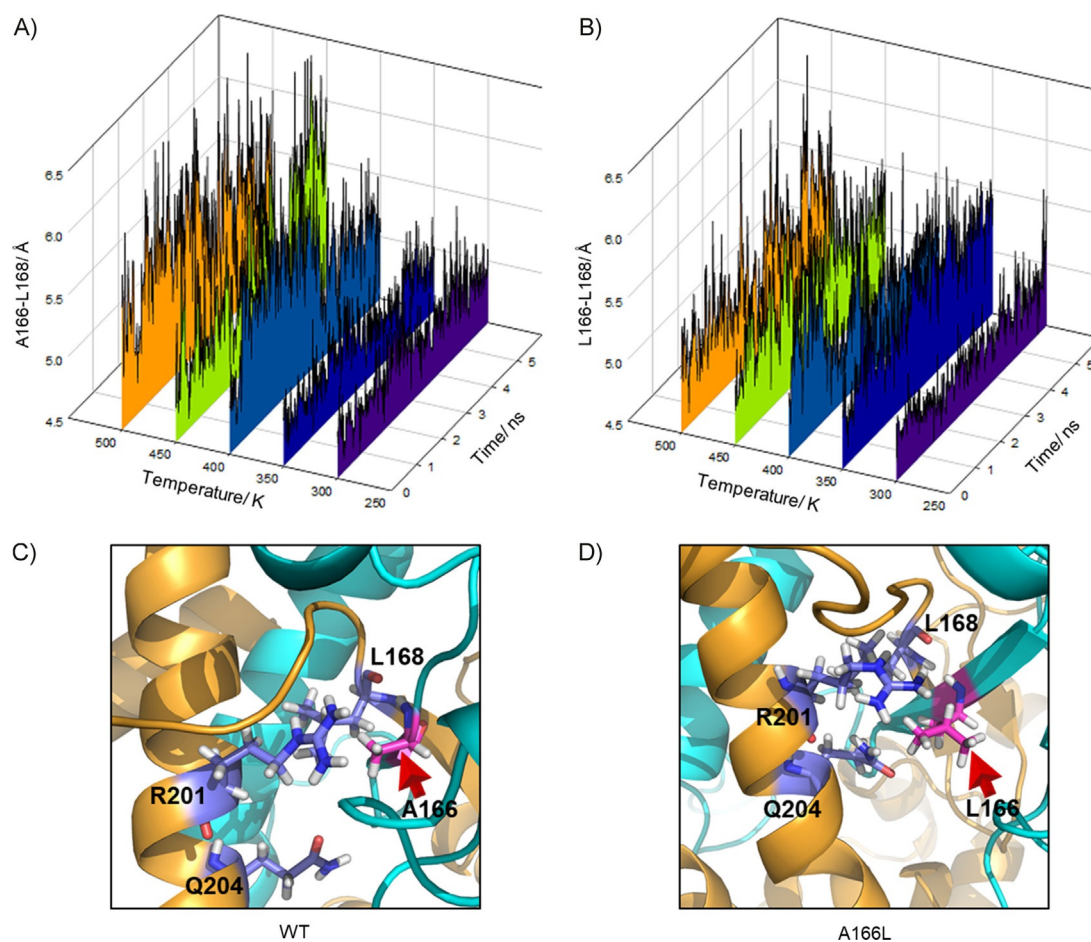 A)
6.5
6.0
5.5
5.0
4.5
A166-L168/ Å
500
450
400
350
300
250
Temperature/ K
0
1
2
3
4
5
Time/ ns
B)
6.5
6.0
5.5
5.0
4.5
L166-L168/ Å
500
450
400
350
300
250
Temperature/ K
0
1
2
3
4
5
Time/ ns
C)
L168
R201
A166
Q204
WT
D)
L168
R201
Q204
L166
A166L